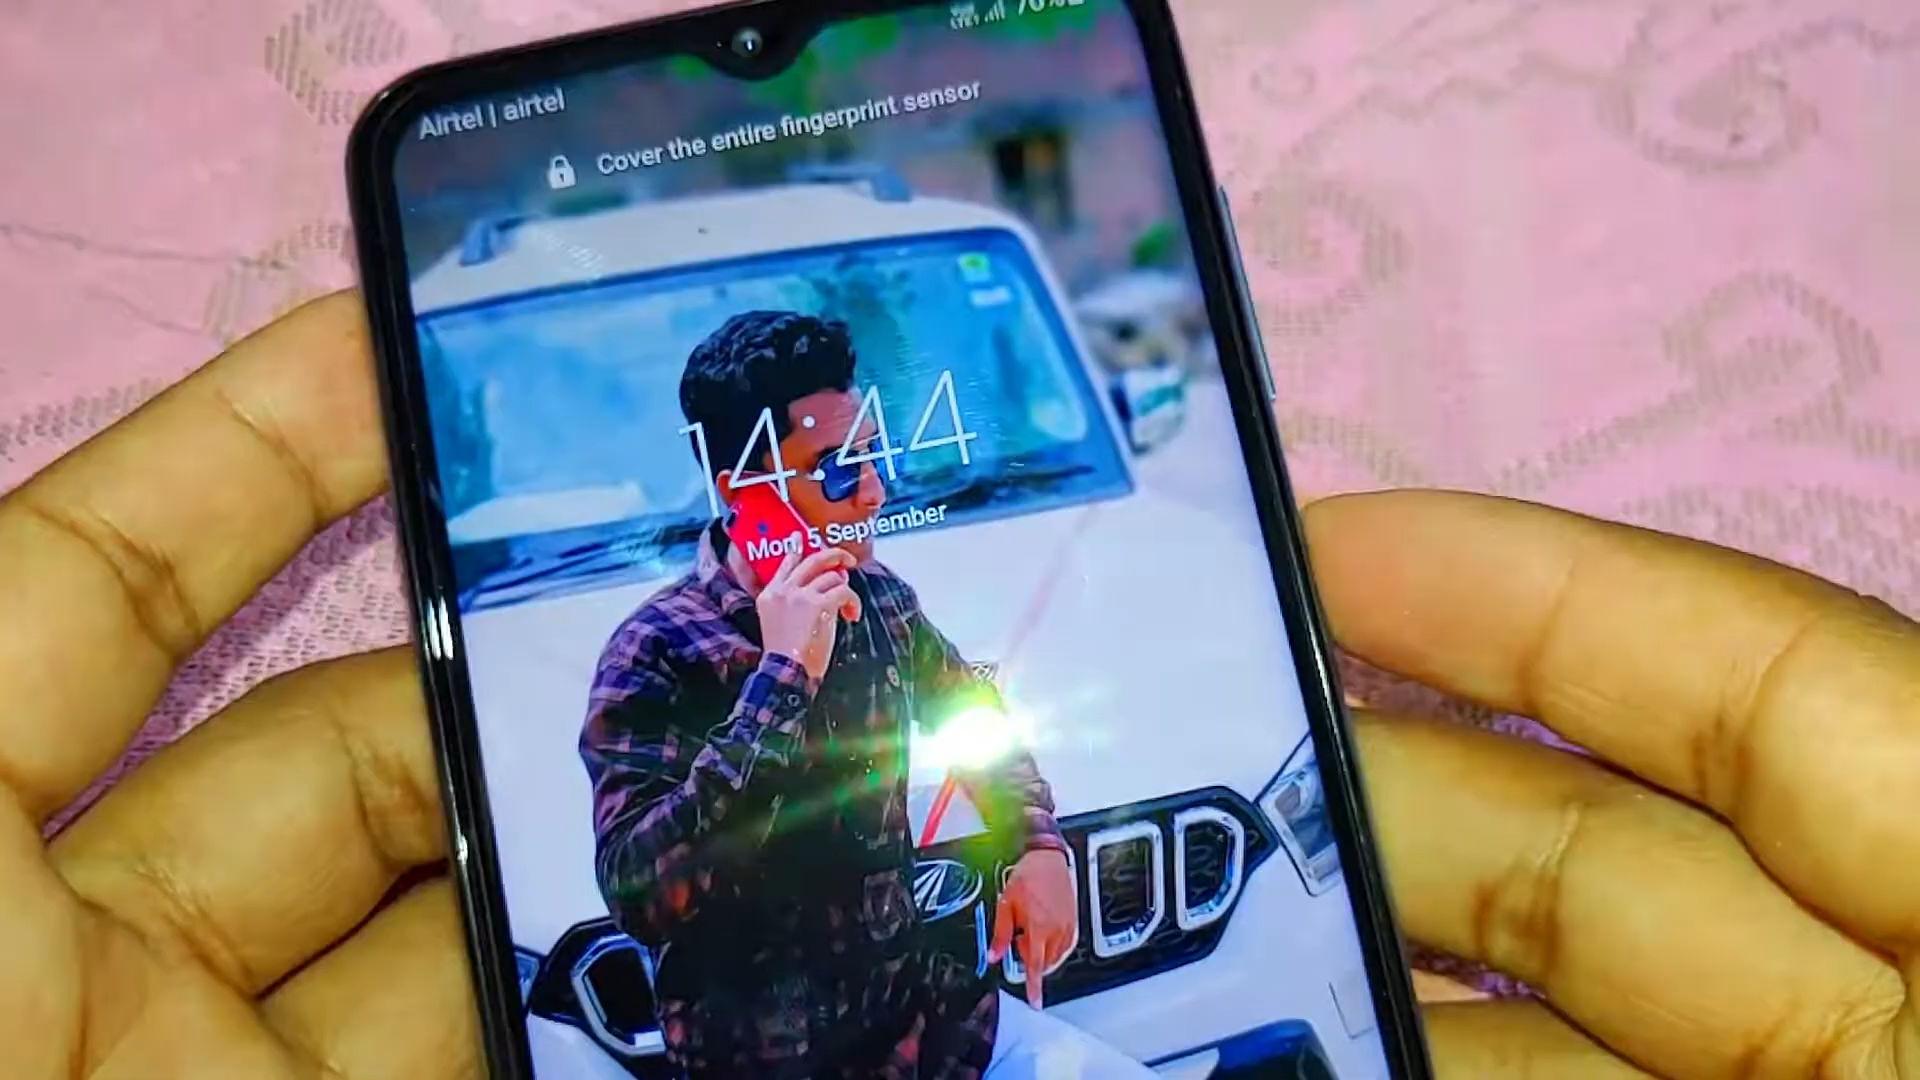 Airtel | airtel
Cover the entire fingerprint sensor
14:44
Mon, 5 September